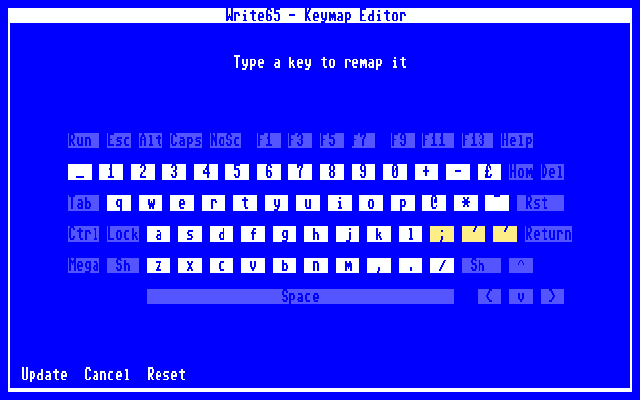 Write65 - Keymap Editor
Type a key to remap it
Run Esc Alt Caps NoSc F1 F3 F5 F7 F9 F11 F13 Help
_ 1 2 3 4 5 6 7 8 9 0 + - £ Hom Del
Tab q w e r t y u i o p @ * ¯ Rst
Ctrl Lock a s d f g h j k l ; ' ' Return
Mega Sh z x c v b n m , . / Sh ^
Space < v >
Update Cancel Reset